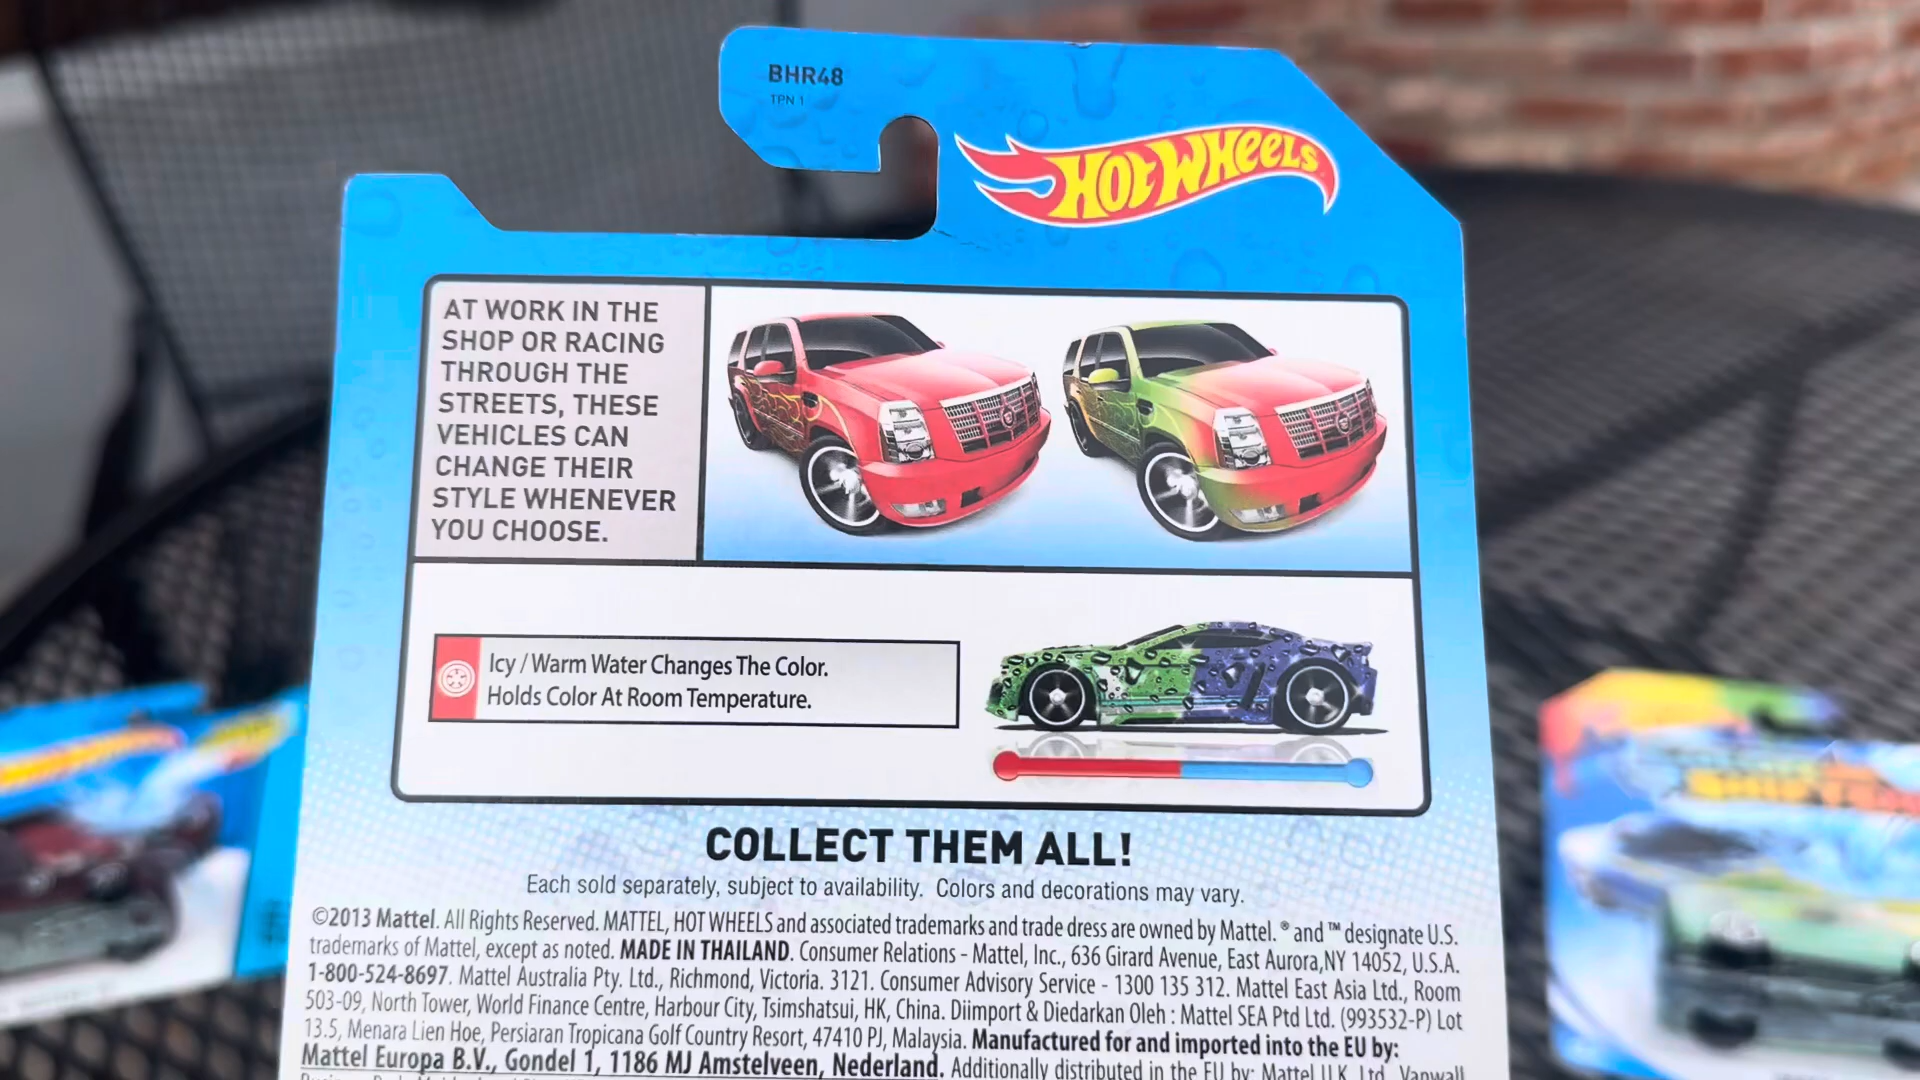 BHR48
TPN 1
HOT WHEELS
AT WORK IN THE
SHOP OR RACING
THROUGH THE
STREETS, THESE
VEHICLES CAN
CHANGE THEIR
STYLE WHENEVER
YOU CHOOSE.
Icy / Warm Water Changes The Color.
Holds Color At Room Temperature.
COLLECT THEM ALL!
Each sold separately, subject to availability. Colors and decorations may vary.
©2013 Mattel. All Rights Reserved. MATTEL, HOT WHEELS and associated trademarks and trade dress are owned by Mattel. ® and ™ designate U.S.
trademarks of Mattel, except as noted. MADE IN THAILAND. Consumer Relations - Mattel, Inc., 636 Girard Avenue, East Aurora,NY 14052, U.S.A.
1-800-524-8697. Mattel Australia Pty. Ltd., Richmond, Victoria. 3121. Consumer Advisory Service - 1300 135 312. Mattel East Asia Ltd., Room
503-09, North Tower, World Finance Centre, Harbour City, Tsimshatsui, HK, China. Diimport & Diedarkan Oleh : Mattel SEA Ptd Ltd. (993532-P) Lot
13.5, Menara Lien Hoe, Persiaran Tropicana Golf Country Resort, 47410 PJ, Malaysia. Manufactured for and imported into the EU by:
Mattel Europa B.V., Gondel 1, 1186 MJ Amstelveen, Nederland. Additionally distributed in the EU by: Mattel U.K. Ltd., Vanwall